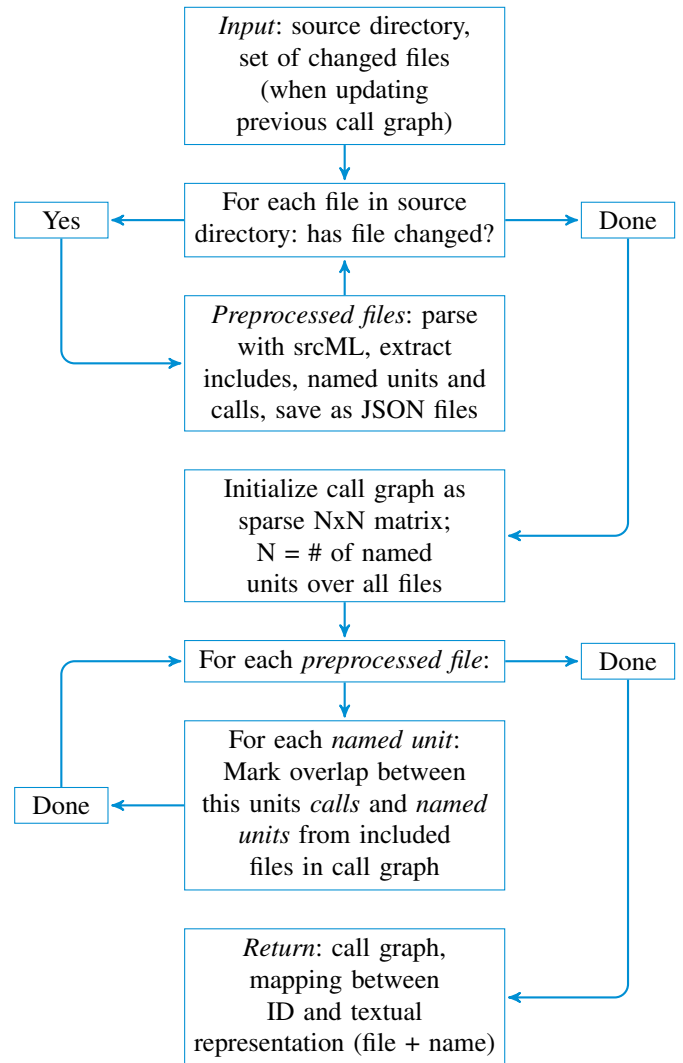 Input: source directory,
set of changed files
(when updating
previous call graph)
Yes
For each file in source
directory: has file changed?
Done
Preprocessed files: parse
with srcML, extract
includes, named units and
calls, save as JSON files
Initialize call graph as
sparse NxN matrix;
N = # of named
units over all files
For each preprocessed file:
Done
For each named unit:
Mark overlap between
this units calls and named
units from included
files in call graph
Done
Return: call graph,
mapping between
ID and textual
representation (file + name)